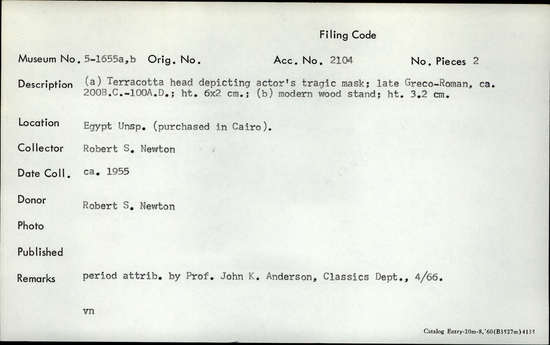 Filing Code
Museum No. 5-1655a,b Orig. No. Acc. No. 2104 No. Pieces 2
Description (a) Terracotta head depicting actor's tragic mask; late Greco-Roman, ca.
200B.C.-100A.D.; ht. 6x2 cm.; (b) modern wood stand; ht. 3.2 cm.
Location Egypt Unsp. (purchased in Cairo).
Collector Robert S. Newton
Date Coll. ca. 1955
Donor Robert S. Newton
Photo
Published
Remarks period attrib. by Prof. John K. Anderson, Classics Dept., 4/66.
vn
Catalog Entry-20m-8,'60(B3527m)4155